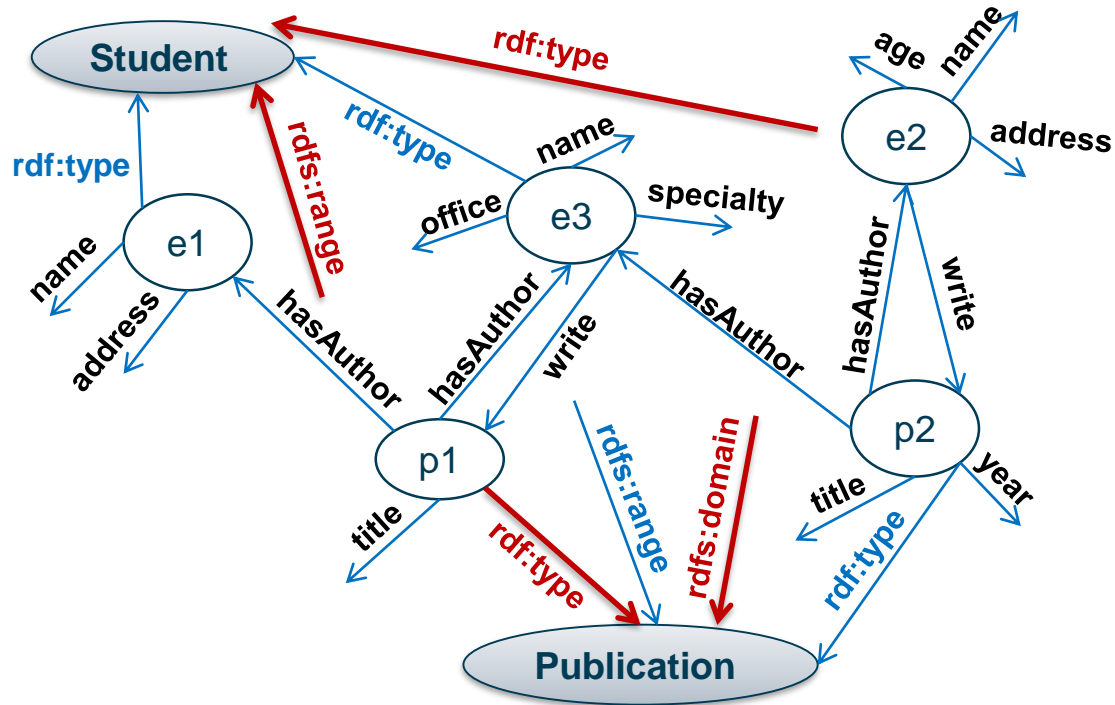 rdf:type
Student
age
name
e2
address
rdf:type
rdfs:range
rdf:type
name
office
e3
specialty
e1
name
address
hasAuthor
hasAuthor
write
hasAuthor
hasAuthor
write
p1
title
rdf:type
rdfs:range
rdfs:domain
p2
title
year
rdf:type
Publication